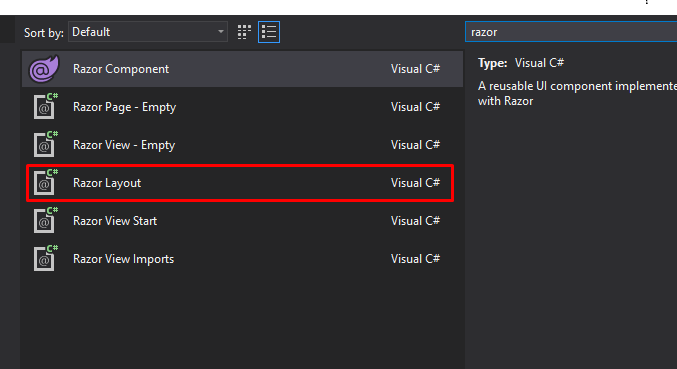 Sort by: Default
razor
Razor Component Visual C#
Type: Visual C#
A reusable UI component implemente
with Razor
C# Razor Page - Empty Visual C#
C# Razor View - Empty Visual C#
C# Razor Layout Visual C#
C# Razor View Start Visual C#
C# Razor View Imports Visual C#